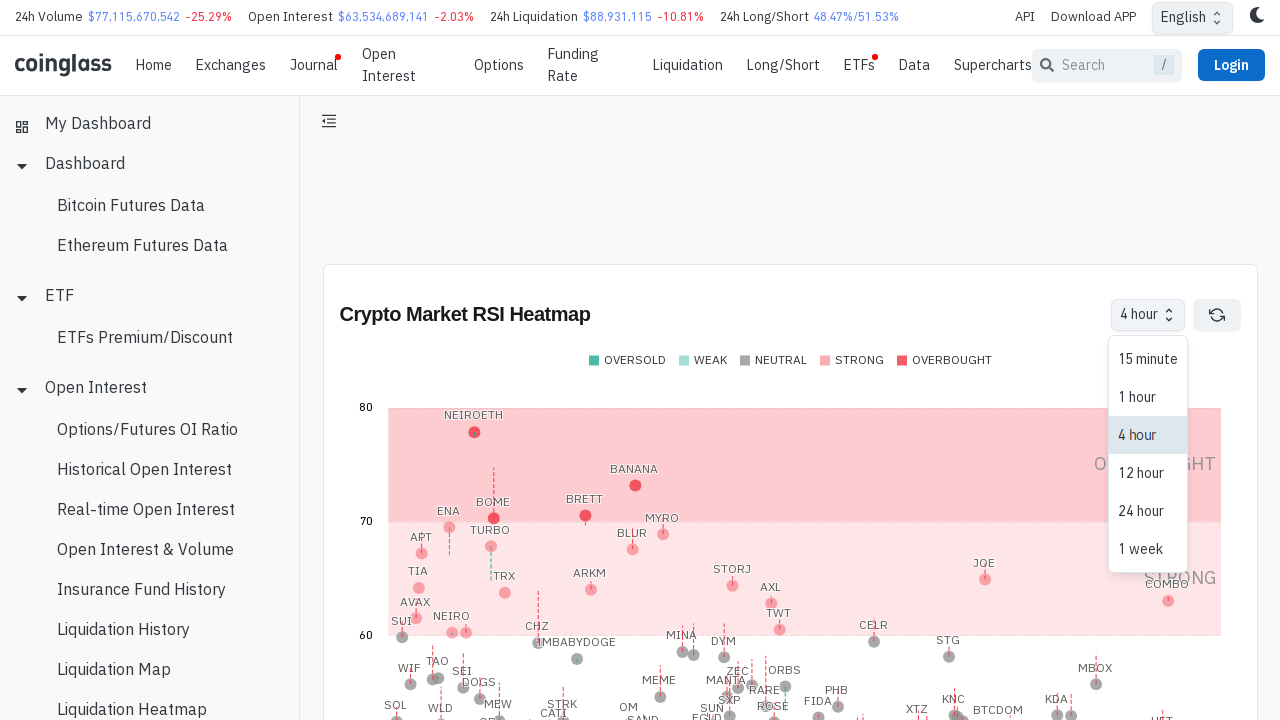 24h Volume $77,115,670,542 -25.29% Open Interest $63,534,689,141 -2.03% 24h Liquidation $88,931,115 -10.81% 24h Long/Short 48.47%/51.53% API Download APP English
coinglass Home Exchanges Journal Open Interest Options Funding Rate Liquidation Long/Short ETFs Data Supercharts Search / Login
My Dashboard
Dashboard
Bitcoin Futures Data
Ethereum Futures Data
ETF
ETFs Premium/Discount
Open Interest
Options/Futures OI Ratio
Historical Open Interest
Real-time Open Interest
Open Interest & Volume
Insurance Fund History
Liquidation History
Liquidation Map
Liquidation Heatmap
Crypto Market RSI Heatmap 4 hour
15 minute
1 hour
4 hour
12 hour
24 hour
1 week
OVERSOLD WEAK NEUTRAL STRONG OVERBOUGHT
80
NEIROETH
BANANA
BOME BRETT
ENA MYRO
70
TURBO BLUR
APT
TIA TRX ARKM STORJ AXL JOE STRONG
COMBO
AVAX
NEIRO TWT
SUI CHZ CELR
60
1MBABYDOGE MINA DYM STG
WIF TAO SEI ZEC ORBS MBOX
DOGS MEME MANTA
RARE PHB
SOL WLD MEW STRK OM SXP ROSE FIDA KNC KDA
CATI SUN XTZ BTCDOM
SAND